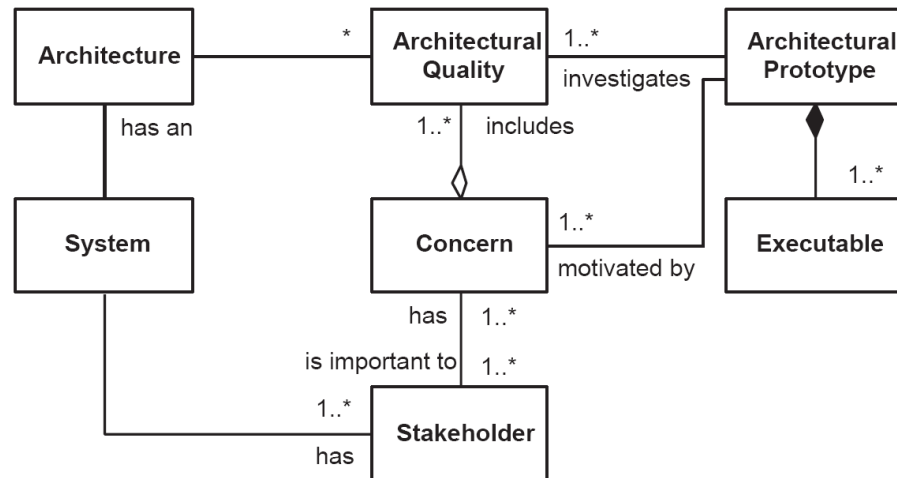 Architecture
*
Architectural
Quality
1..*
investigates
Architectural
Prototype
has an
1..*
includes
1..*
System
Concern
1..*
motivated by
Executable
has
1..*
is important to
1..*
1..*
has
Stakeholder